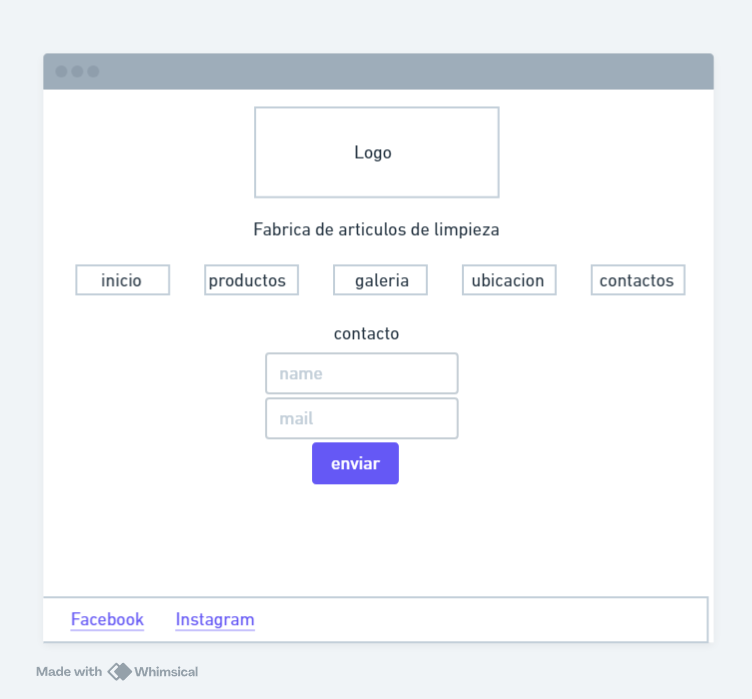 Logo
Fabrica de articulos de limpieza
inicio productos galeria ubicacion contactos
contacto
name
mail
enviar
Facebook Instagram
Made with Whimsical